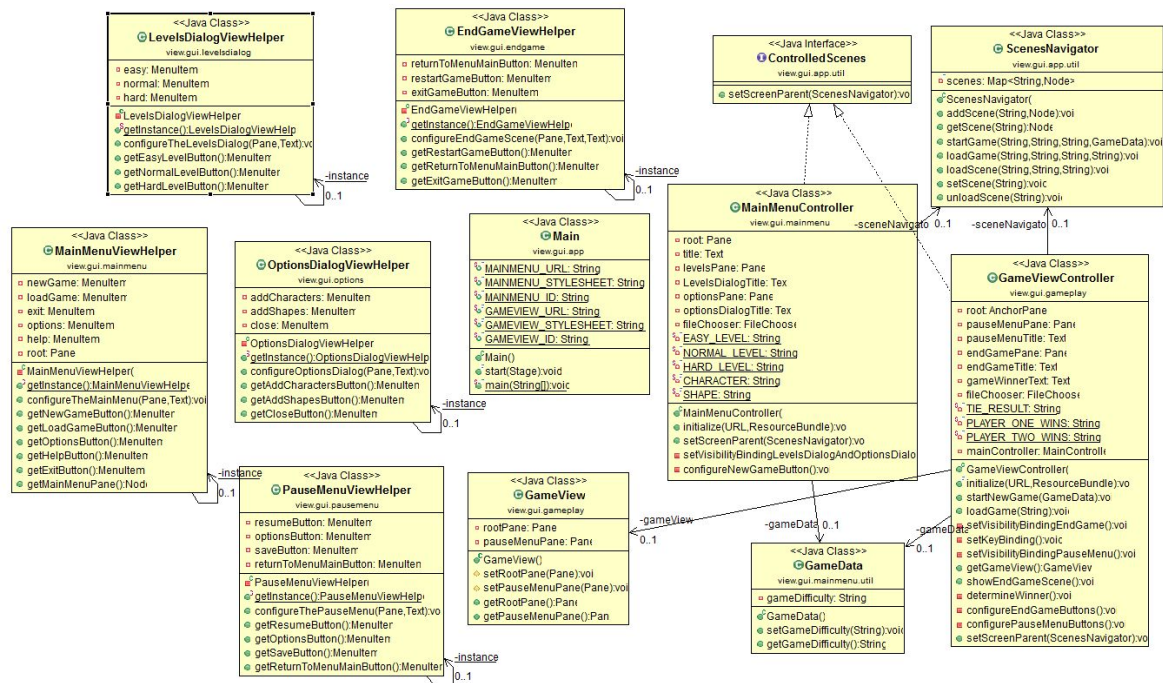 <<Java Class>>
LevelsDialogViewHelper
view.gui.levelsdialog
easy: MenuItem
normal: MenuItem
hard: MenuItem
LevelsDialogViewHelper
getInstance():LevelsDialogViewHelp
configureTheLevelsDialog(Pane,Text):voi
getEasyLevelButton():MenuItem
getNormalLevelButton():MenuItem
getHardLevelButton():MenuItem
-instance
0..1
<<Java Class>>
EndGameViewHelper
view.gui.endgame
returnToMenuMainButton: MenuItem
restartGameButton: MenuItem
exitGameButton: MenuItem
EndGameViewHelper(
getInstance():EndGameViewHelpe
configureEndGameScene(Pane,Text,Text):voi
getRestartGameButton():MenuItem
getReturnToMenuMainButton():MenuItem
getExitGameButton():MenuItem
-instance
0..1
<<Java Interface>>
ControlledScenes
view.gui.app.util
setScreenParent(ScenesNavigator):vo
<<Java Class>>
ScenesNavigator
view.gui.app.util
scenes: Map<String,Node>
ScenesNavigator(
addScene(String,Node):voi
getScene(String):Node
startGame(String,String,String,GameData):voi
loadGame(String,String,String,String):voi
loadScene(String,String,String):voi
setScene(String):voic
unloadScene(String):voi
<<Java Class>>
MainMenuViewHelper
view.gui.mainmenu
newGame: MenuItem
loadGame: MenuItem
exit: MenuItem
options: MenuItem
help: MenuItem
root: Pane
MainMenuViewHelper(
getInstance():MainMenuViewHelpe
configureTheMainMenu(Pane,Text):voi
getNewGameButton():MenuItem
getLoadGameButton():MenuItem
getOptionsButton():MenuItem
getHelpButton():MenuItem
getExitButton():MenuItem
getMainMenuPane():Node
-instance
0..1
<<Java Class>>
OptionsDialogViewHelper
view.gui.options
addCharacters: MenuItem
addShapes: MenuItem
close: MenuItem
OptionsDialogViewHelper
getInstance():OptionsDialogViewHelp
configureOptionsDialog(Pane,Text):voi
getAddCharactersButton():MenuItem
getAddShapesButton():MenuItem
getCloseButton():MenuItem
-instance
0..1
<<Java Class>>
Main
view.gui.app
MAINMENU_URL: String
MAINMENU_STYLESHEET: String
MAINMENU_ID: String
GAMEVIEW_URL: String
GAMEVIEW_STYLESHEET: String
GAMEVIEW_ID: String
Main()
start(Stage):void
main(String[]):void
<<Java Class>>
MainMenuController
view.gui.mainmenu
root: Pane
title: Text
levelsPane: Pane
LevelsDialogTitle: Tex
optionsPane: Pane
optionsDialogTitle: Text
fileChooser: FileChoose
EASY_LEVEL: String
NORMAL_LEVEL: String
HARD_LEVEL: String
CHARACTER: String
SHAPE: String
MainMenuController(
initialize(URL,ResourceBundle):vo
setScreenParent(ScenesNavigator):vo
setVisibilityBindingLevelsDialogAndOptionsDialo
configureNewGameButton():vo
-sceneNavigato
0..1
-sceneNavigato
0..1
<<Java Class>>
GameViewController
view.gui.gameplay
root: AnchorPane
pauseMenuPane: Pane
pauseMenuTitle: Text
endGamePane: Pane
endGameTitle: Text
gameWinnerText: Text
fileChooser: FileChoose
TIE_RESULT: String
PLAYER_ONE_WINS: String
PLAYER_TWO_WINS: String
mainController: MainControlle
GameViewController(
initialize(URL,ResourceBundle):vo
startNewGame(GameData):vo
loadGame(String):voi
setVisibilityBindingEndGame():voi
setKeyBinding():voic
setVisibilityBindingPauseMenu():voi
getGameView():GameView
showEndGameScene():voi
determineWinner():voi
configureEndGameButtons():vo
configurePauseMenuButtons():vo
setScreenParent(ScenesNavigator):vo
<<Java Class>>
PauseMenuViewHelper
view.gui.pausemenu
resumeButton: MenuItem
optionsButton: MenuItem
saveButton: MenuItem
returnToMenuMainButton: MenuItem
PauseMenuViewHelper(
getInstance():PauseMenuViewHelpe
configureThePauseMenu(Pane,Text):vo
getResumeButton():MenuItem
getOptionsButton():MenuItem
getSaveButton():MenuItem
getReturnToMenuMainButton():MenuItem
-instance
0..1
<<Java Class>>
GameView
view.gui.gameplay
rootPane: Pane
pauseMenuPane: Pane
GameView()
setRootPane(Pane):voi
setPauseMenuPane(Pane):voi
getRootPane():Pane
getPauseMenuPane():Pan
-gameView
0..1
-gameData
0..1
-gameData
0..1
<<Java Class>>
GameData
view.gui.mainmenu.util
gameDifficulty: String
GameData()
setGameDifficulty(String):voic
getGameDifficulty():String